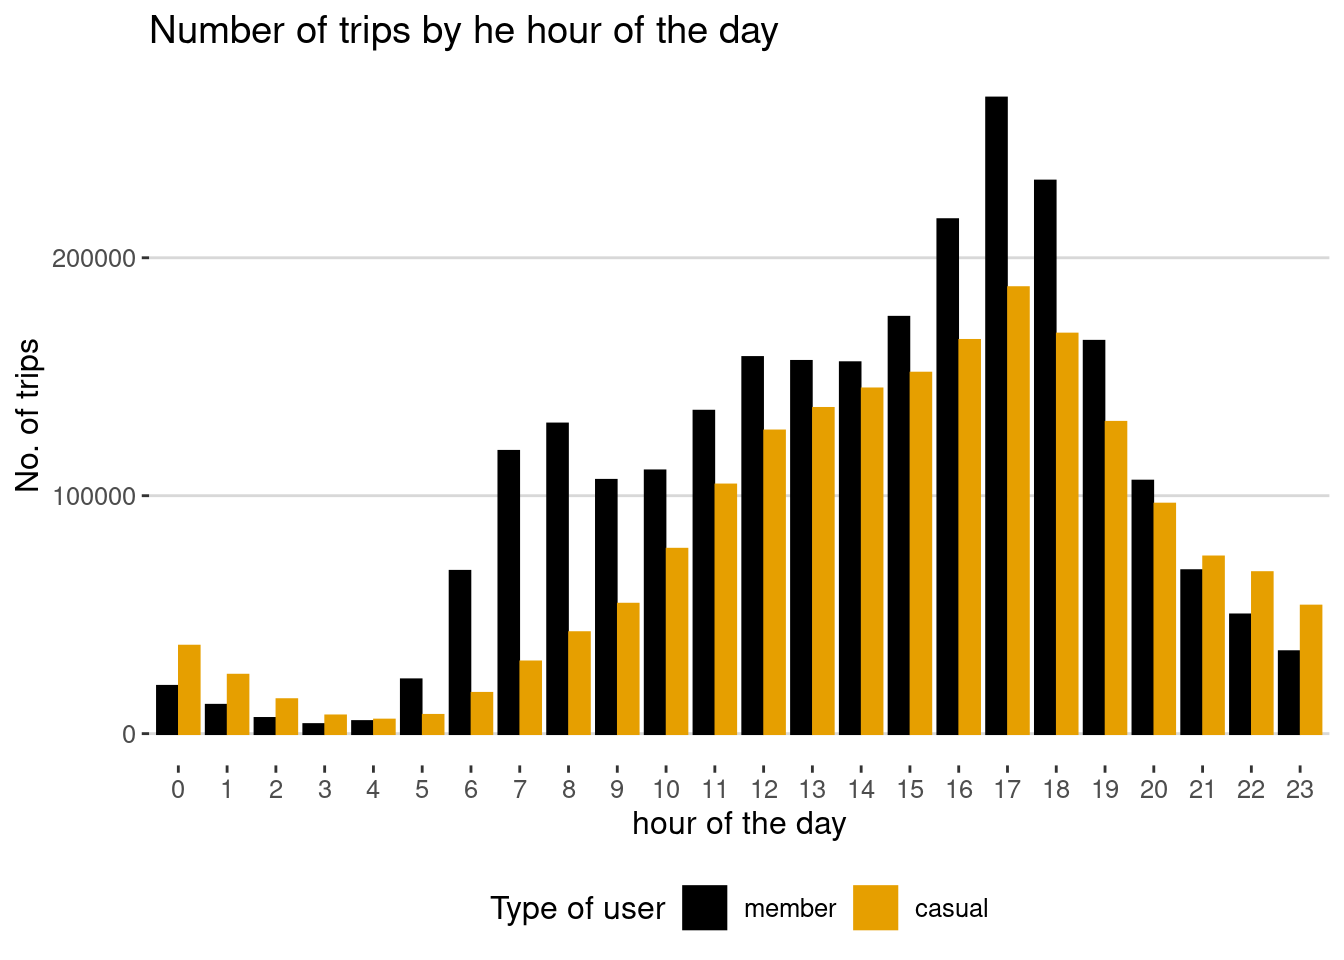 Number of trips by he hour of the day
No. of trips
200000
100000
0
0 1 2 3 4 5 6 7 8 9 10 11 12 13 14 15 16 17 18 19 20 21 22 23
hour of the day
Type of user member casual